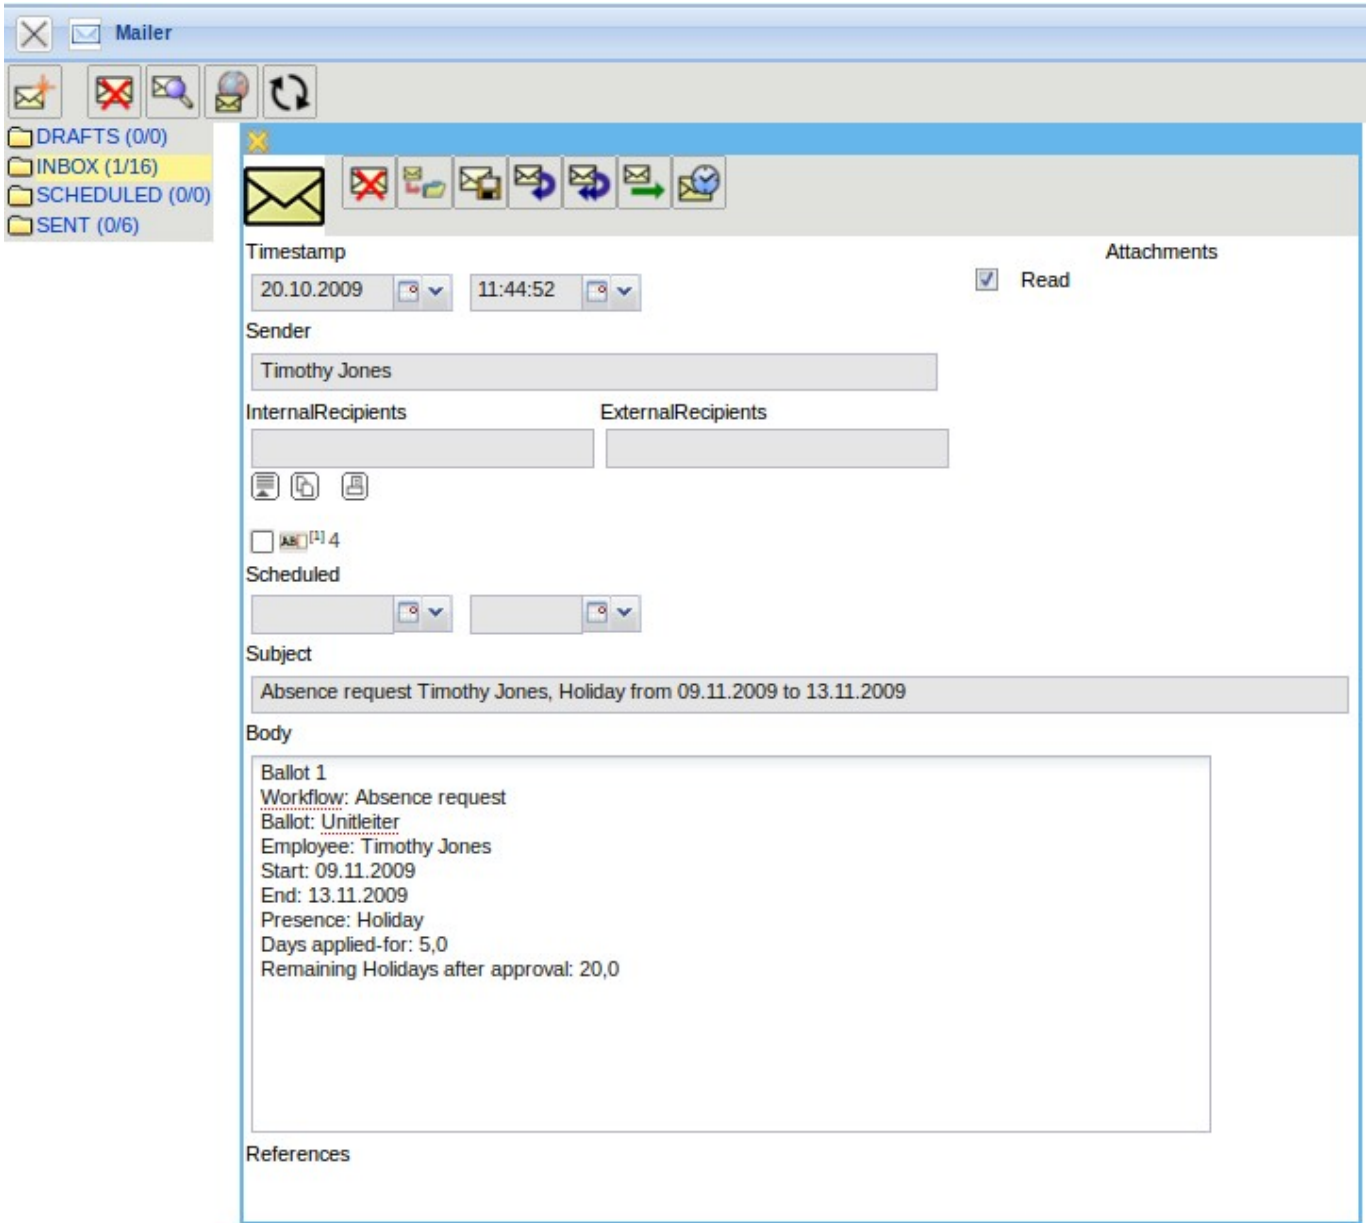 Mailer
DRAFTS (0/0)
INBOX (1/16)
SCHEDULED (0/0)
SENT (0/6)
Timestamp
Attachments
20.10.2009 11:44:52
Read
Sender
Timothy Jones
InternalRecipients ExternalRecipients
AB [1] 4
Scheduled
Subject
Absence request Timothy Jones, Holiday from 09.11.2009 to 13.11.2009
Body
Ballot 1
Workflow: Absence request
Ballot: Unitleiter
Employee: Timothy Jones
Start: 09.11.2009
End: 13.11.2009
Presence: Holiday
Days applied-for: 5,0
Remaining Holidays after approval: 20,0
References